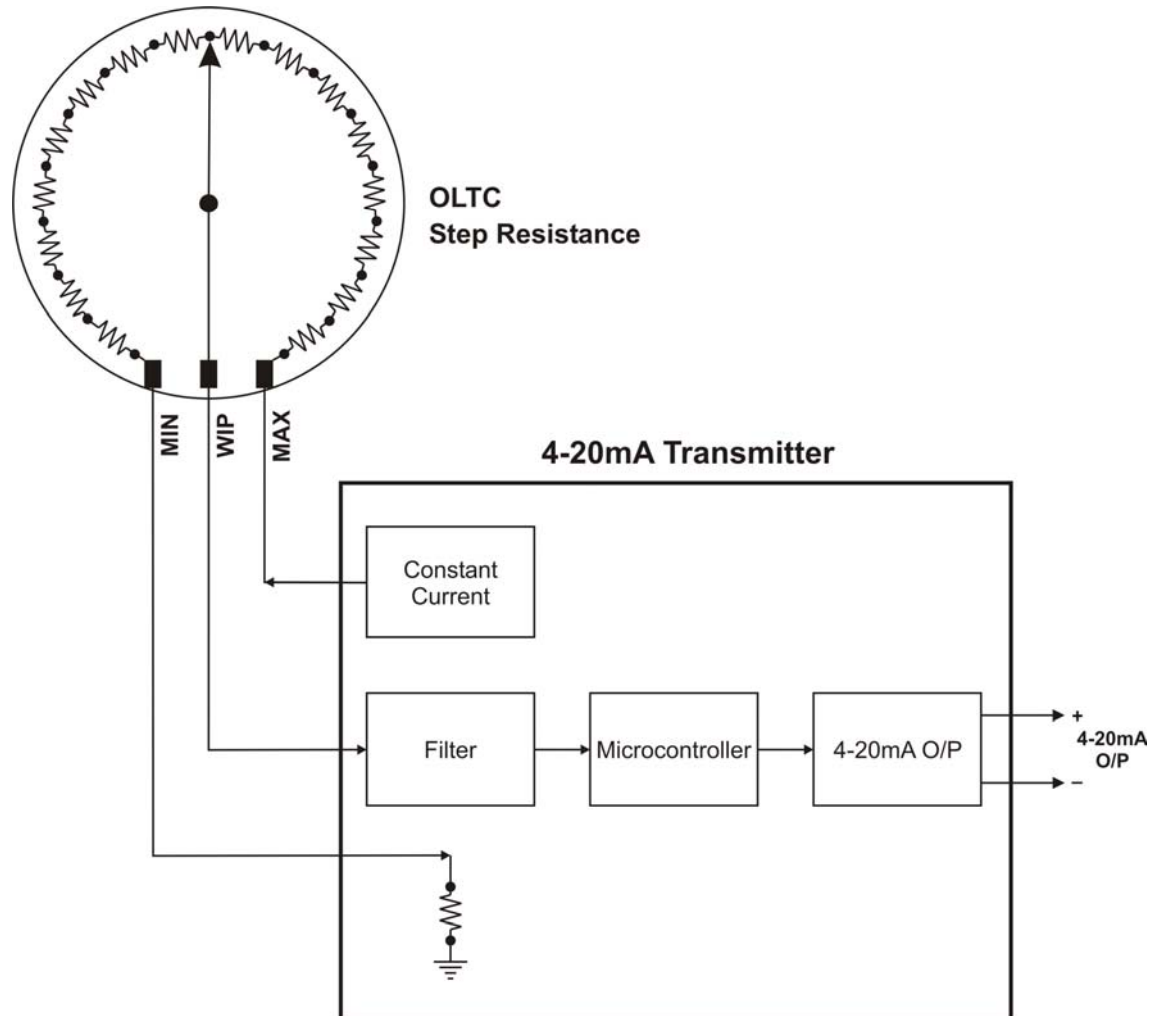 OLTC
Step Resistance
MIN
WIP
MAX
4-20mA Transmitter
Constant
Current
Filter
Microcontroller
4-20mA O/P
+
4-20mA
O/P
−